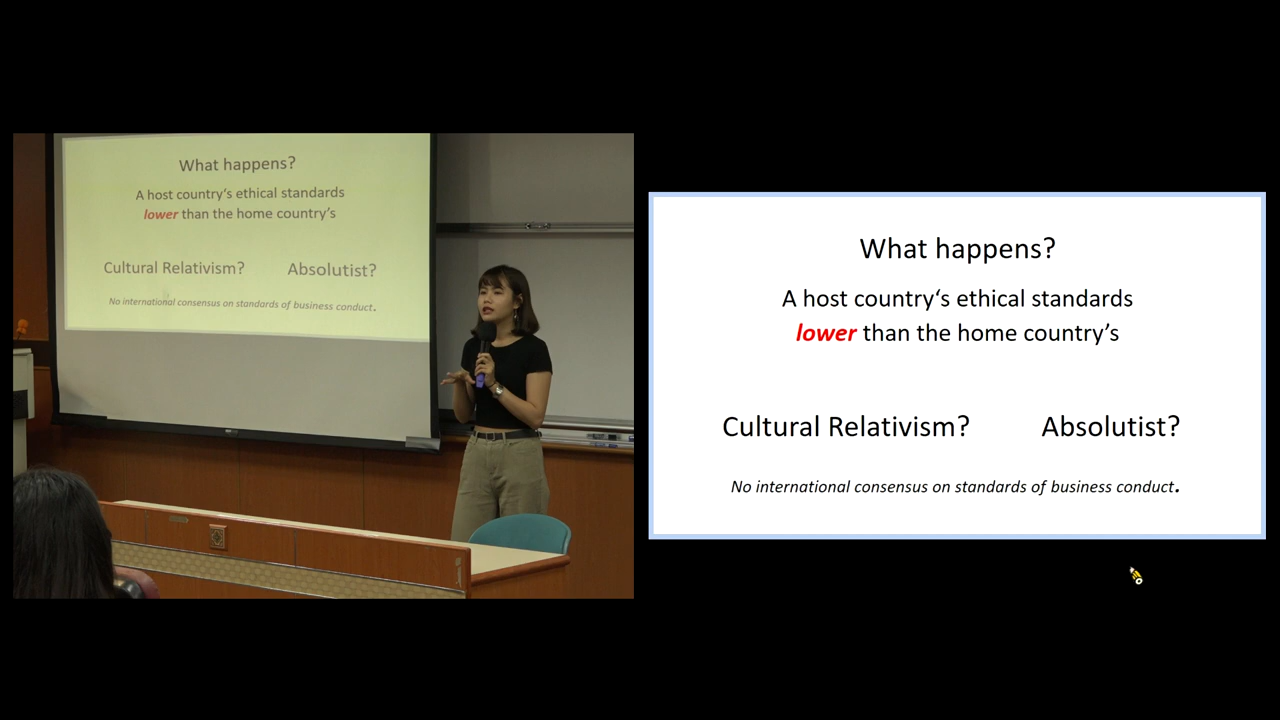 What happens?
A host country‘s ethical standards
lower than the home country’s
Cultural Relativism? Absolutist?
No international consensus on standards of business conduct.
What happens?
A host country‘s ethical standards
lower than the home country’s
Cultural Relativism? Absolutist?
No international consensus on standards of business conduct.